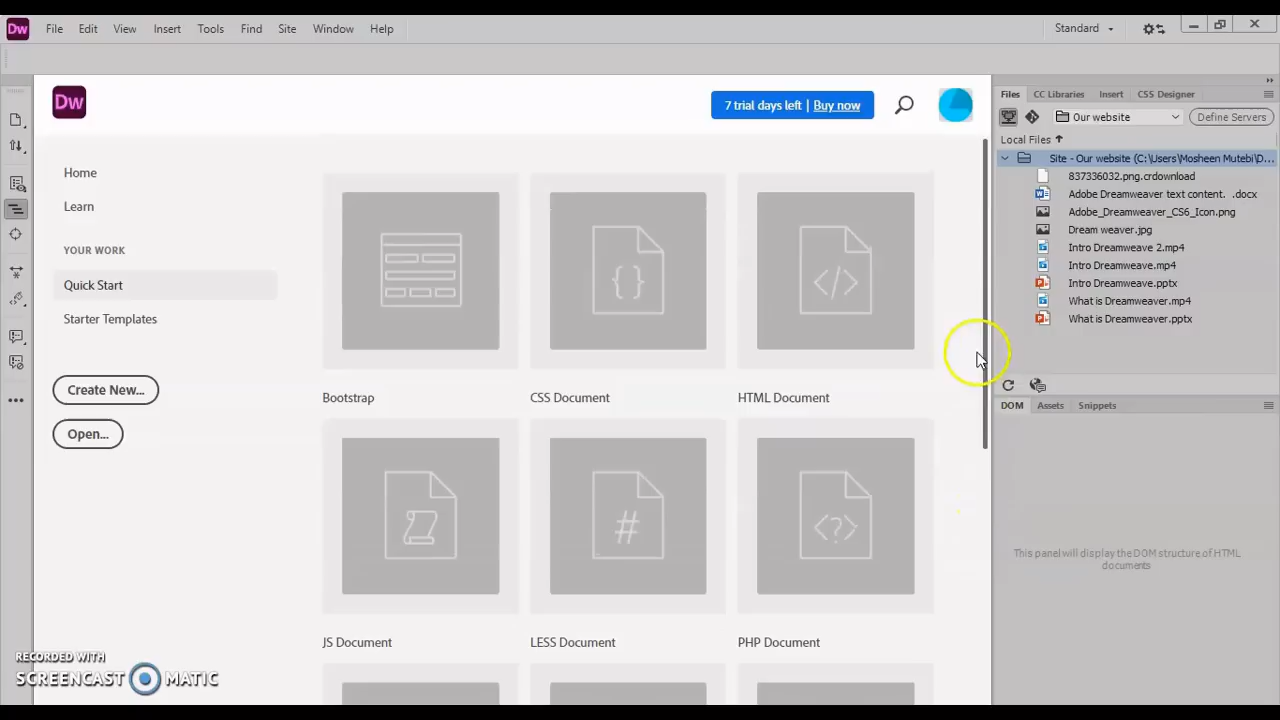 Dw File Edit View Insert Tools Find Site Window Help Standard
Dw 7 trial days left | Buy now
Home
Learn
YOUR WORK
Quick Start
Starter Templates
Create New...
Open...
{ } </>
Bootstrap CSS Document HTML Document
# <?>
JS Document LESS Document PHP Document
Files CC Libraries Insert CSS Designer
Our website Define Servers
Local Files
Site - Our website (C:\Users\Mosheen Mutebi\D...
837336032.png.crdownload
Adobe Dreamweaver text content. .docx
Adobe_Dreamweaver_CS6_Icon.png
Dream weaver.jpg
Intro Dreamweave 2.mp4
Intro Dreamweave.mp4
Intro Dreamweave.pptx
What is Dreamweaver.mp4
What is Dreamweaver.pptx
DOM Assets Snippets
This panel will display the DOM structure of HTML
documents
RECORDED WITH
SCREENCAST MATIC